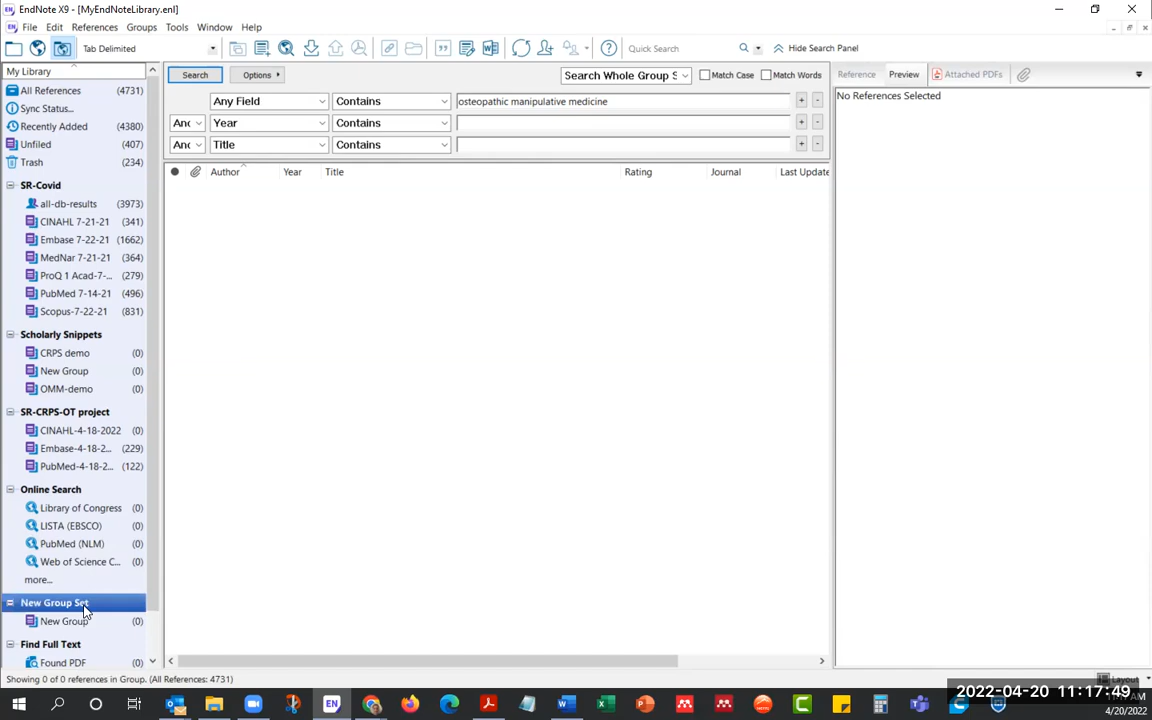 EndNote X9 - [MyEndNoteLibrary.enl]
File Edit References Groups Tools Window Help
Tab Delimited Quick Search Hide Search Panel
My Library
All References (4731)
Sync Status...
Recently Added (4380)
Unfiled (407)
Trash (234)
SR-Covid
all-db-results (3973)
CINAHL 7-21-21 (341)
Embase 7-22-21 (1662)
MedNar 7-21-21 (364)
ProQ 1 Acad-7-... (279)
PubMed 7-14-21 (496)
Scopus-7-22-21 (831)
Scholarly Snippets
CRPS demo (0)
New Group (0)
OMM-demo (0)
SR-CRPS-OT project
CINAHL-4-18-2022 (0)
Embase-4-18-2... (229)
PubMed-4-18-2... (122)
Online Search
Library of Congress (0)
LISTA (EBSCO) (0)
PubMed (NLM) (0)
Web of Science C... (0)
more...
New Group Set
New Group (0)
Find Full Text
Found PDF (0)
Search Options Search Whole Group S Match Case Match Words
Any Field Contains osteopathic manipulative medicine + -
And Year Contains + -
And Title Contains + -
Author Year Title Rating Journal Last Update
Reference Preview Attached PDFs
No References Selected
Showing 0 of 0 references in Group. (All References: 4731)
Layout
2022-04-20 11:17:49
4/20/2022